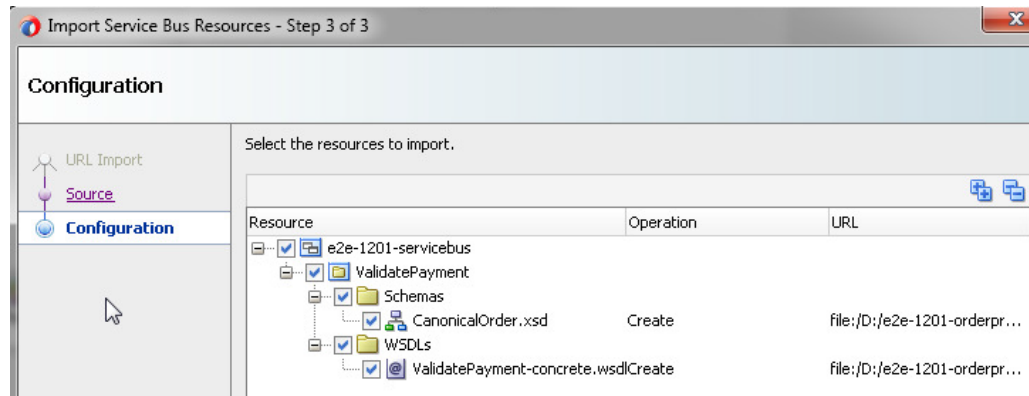 Import Service Bus Resources - Step 3 of 3
Configuration
URL Import
Source
Configuration
Select the resources to import.
Resource Operation URL
e2e-1201-servicebus
ValidatePayment
Schemas
CanonicalOrder.xsd Create file:/D:/e2e-1201-orderpr...
WSDLs
ValidatePayment-concrete.wsdlCreate file:/D:/e2e-1201-orderpr...